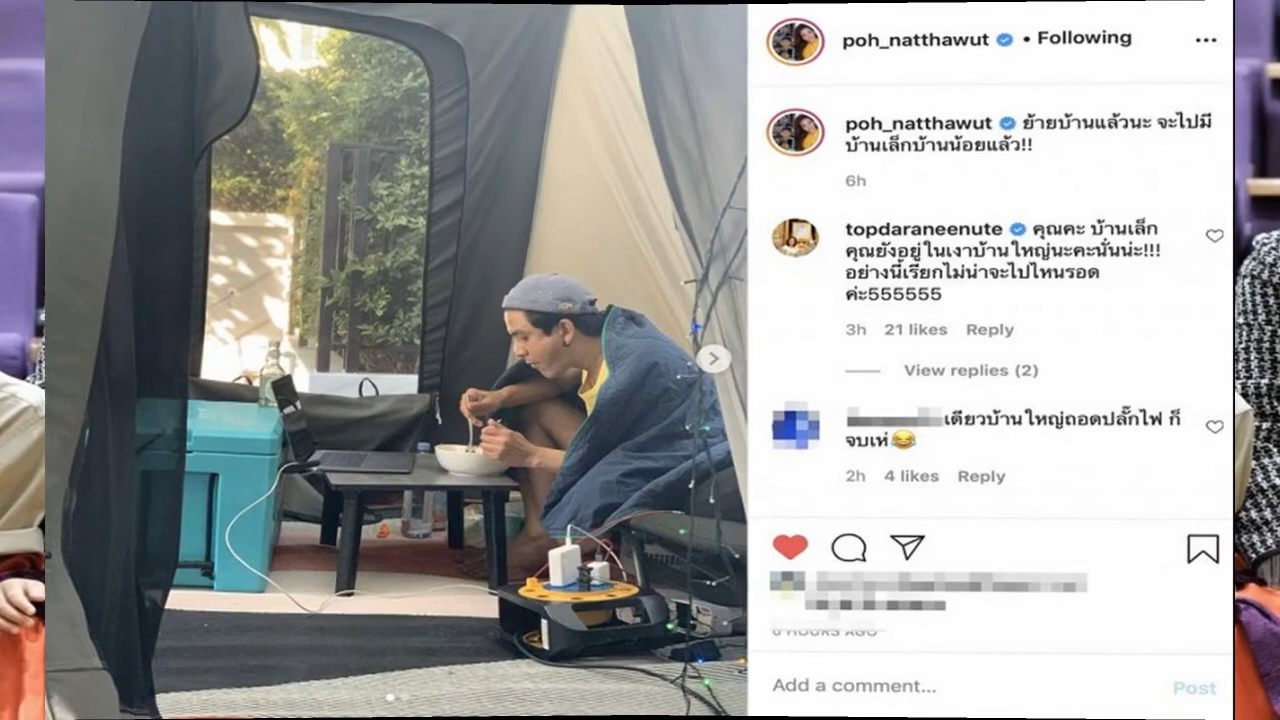 poh_natthawut • Following
poh_natthawut ย้ายบ้านแล้วนะ จะไปมี
บ้านเล็กบ้านน้อยแล้ว!!
6h
topdaraneenute คุณคะ บ้านเล็ก
คุณยังอยู่ในเงาบ้านใหญ่นะคะนั่นน่ะ!!!
อย่างนี้เรียกไม่น่าจะไปไหนรอด
ค่ะ555555
3h 21 likes Reply
View replies (2)
เดียวบ้านใหญ่ถอดปลั๊กไฟ ก็
จบเห่😂
2h 4 likes Reply
6 HOURS AGO
Add a comment... Post